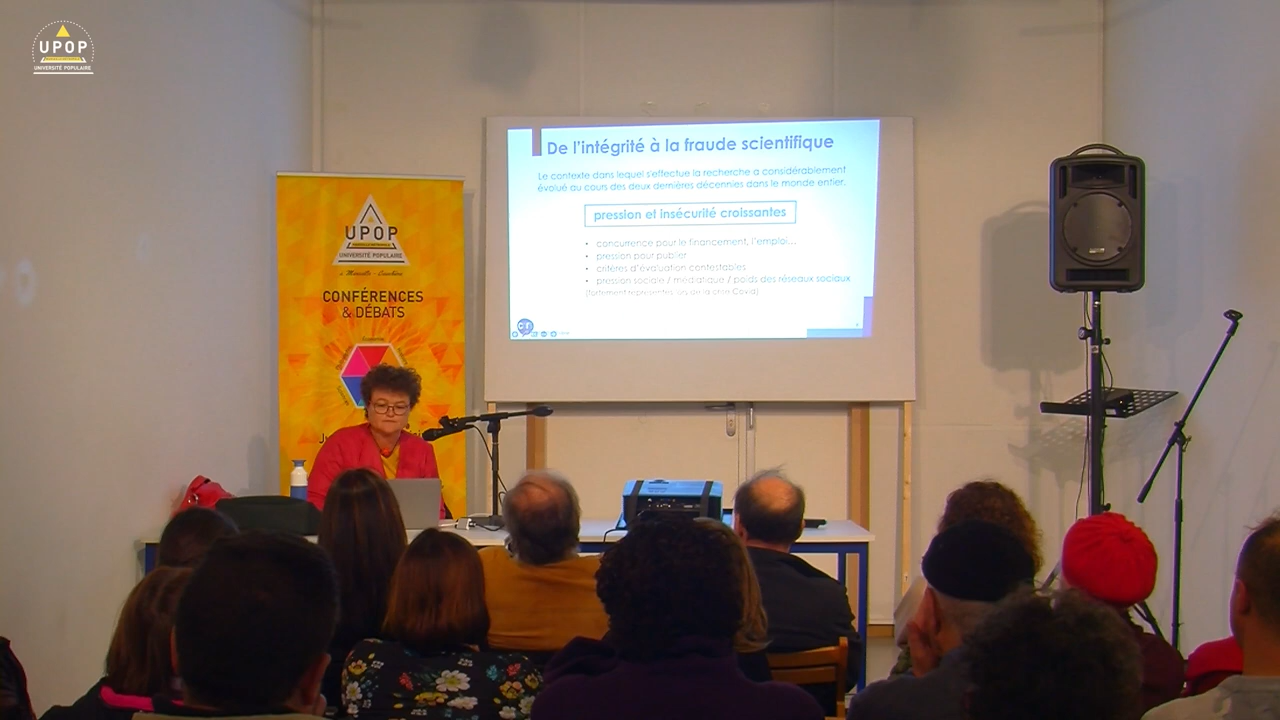 UPOP
UNIVERSITÉ POPULAIRE
De l'intégrité à la fraude scientifique
Le contexte dans lequel s'effectue la recherche a considérablement
évolué au cours des deux dernières décennies dans le monde entier.
pression et insécurité croissantes
• concurrence pour le financement, l'emploi...
• pression pour publier
• critères d'évaluation contestables
• pression sociale / médiatique / poids des réseaux sociaux
UPOP
UNIVERSITÉ POPULAIRE
CONFÉRENCES
& DÉBATS